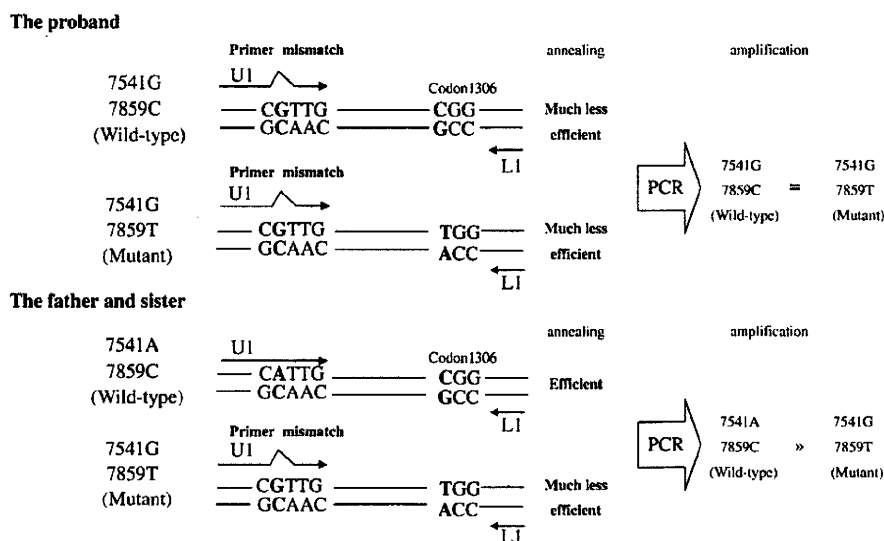 The proband
Primer mismatch annealing amplification
U1
7541G
Codon1306
7859C CGTTG CGG Much less
(Wild-type) GCAAC GCC efficient
L1
Primer mismatch
7541G U1
7859T CGTTG TGG Much less
(Mutant) GCAAC ACC efficient
L1
PCR
7541G 7541G
7859C = 7859T
(Wild-type) (Mutant)
The father and sister
annealing amplification
7541A U1
Codon1306
7859C CATTG CGG Efficient
(Wild-type) GCAAC GCC
L1
Primer mismatch
7541G U1
7859T CGTTG TGG Much less
(Mutant) GCAAC ACC efficient
L1
PCR
7541A 7541G
7859C » 7859T
(Wild-type) (Mutant)